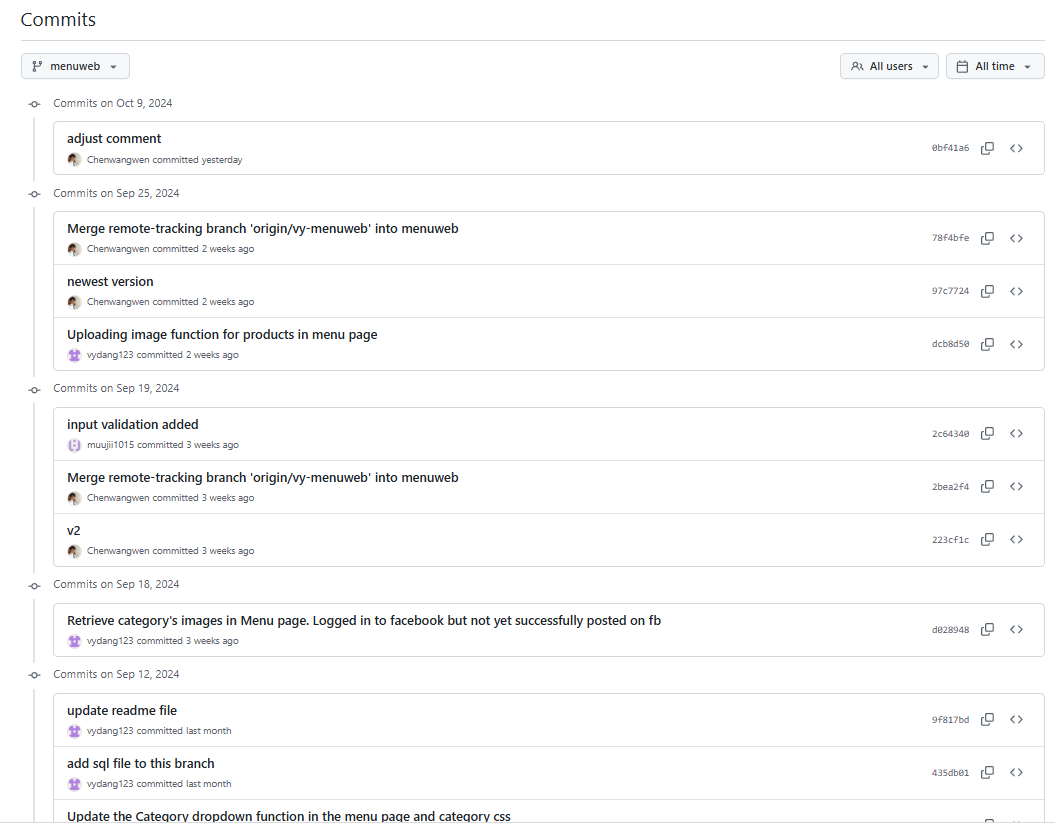 Commits
menuweb
All users
All time
Commits on Oct 9, 2024
adjust comment
Chenwangwen committed yesterday
0bf41a6
Commits on Sep 25, 2024
Merge remote-tracking branch 'origin/vy-menuweb' into menuweb
Chenwangwen committed 2 weeks ago
78f4bfe
newest version
Chenwangwen committed 2 weeks ago
97c7724
Uploading image function for products in menu page
vydang123 committed 2 weeks ago
dcb8d50
Commits on Sep 19, 2024
input validation added
muujii1015 committed 3 weeks ago
2c64340
Merge remote-tracking branch 'origin/vy-menuweb' into menuweb
Chenwangwen committed 3 weeks ago
2bea2f4
v2
Chenwangwen committed 3 weeks ago
223cf1c
Commits on Sep 18, 2024
Retrieve category's images in Menu page. Logged in to facebook but not yet successfully posted on fb
vydang123 committed 3 weeks ago
d028948
Commits on Sep 12, 2024
update readme file
vydang123 committed last month
9f817bd
add sql file to this branch
vydang123 committed last month
435db01
Update the Category dropdown function in the menu page and category css